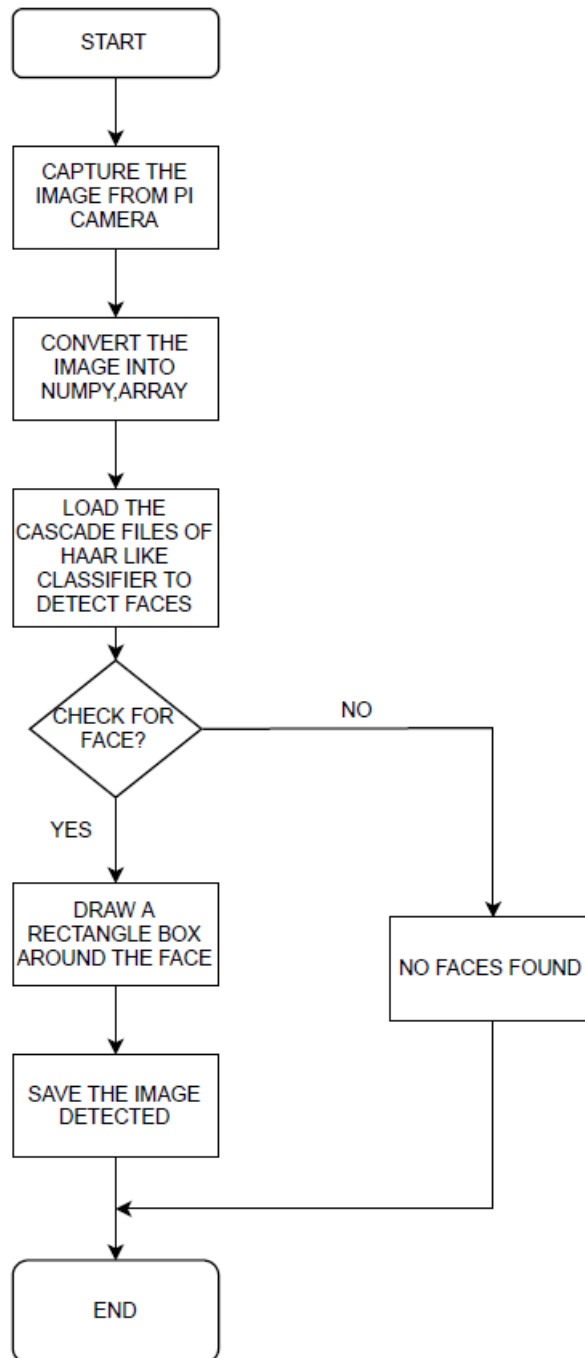 START
CAPTURE THE
IMAGE FROM PI
CAMERA
CONVERT THE
IMAGE INTO
NUMPY,ARRAY
LOAD THE
CASCADE FILES OF
HAAR LIKE
CLASSIFIER TO
DETECT FACES
CHECK FOR
FACE?
NO
YES
DRAW A
RECTANGLE BOX
AROUND THE FACE
NO FACES FOUND
SAVE THE IMAGE
DETECTED
END